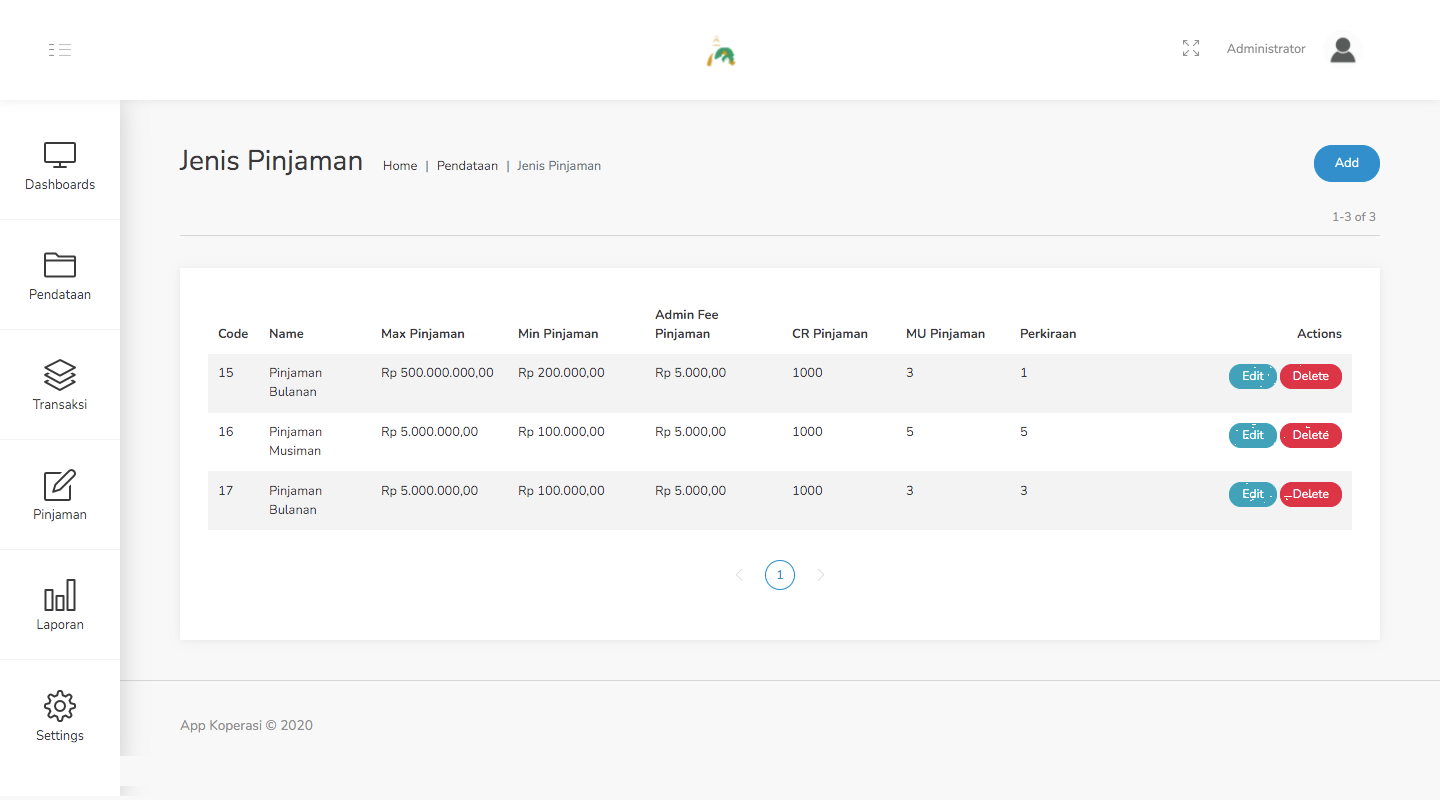 Administrator
Dashboards
Pendataan
Transaksi
Pinjaman
Laporan
Settings
Jenis Pinjaman
Home | Pendataan | Jenis Pinjaman
Add
1-3 of 3
Code Name Max Pinjaman Min Pinjaman Admin Fee Pinjaman CR Pinjaman MU Pinjaman Perkiraan Actions
15 Pinjaman Bulanan Rp 500.000.000,00 Rp 200.000,00 Rp 5.000,00 1000 3 1 Edit Delete
16 Pinjaman Musiman Rp 5.000.000,00 Rp 100.000,00 Rp 5.000,00 1000 5 5 Edit Delete
17 Pinjaman Bulanan Rp 5.000.000,00 Rp 100.000,00 Rp 5.000,00 1000 3 3 Edit Delete
1
App Koperasi © 2020